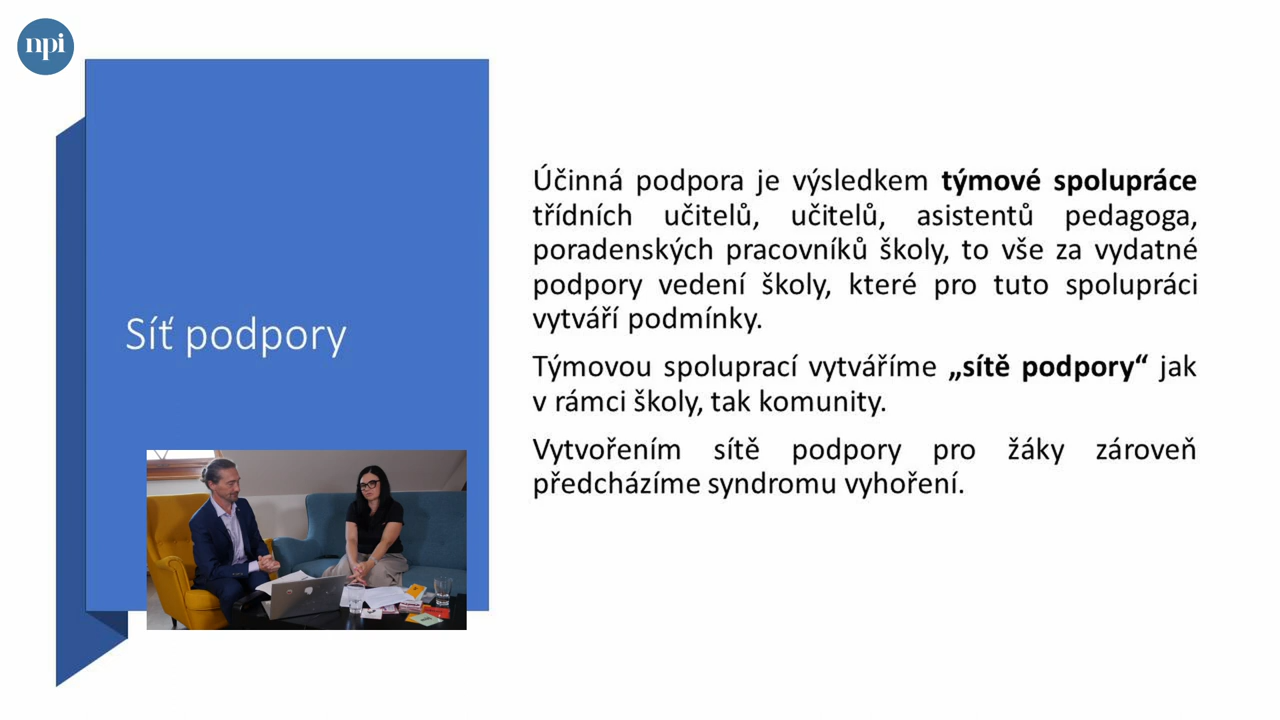 npi
Síť podpory
Účinná podpora je výsledkem týmové spolupráce
třídních učitelů, učitelů, asistentů pedagoga,
poradenských pracovníků školy, to vše za vydatné
podpory vedení školy, které pro tuto spolupráci
vytváří podmínky.
Týmovou spoluprací vytváříme „sítě podpory“ jak
v rámci školy, tak komunity.
Vytvořením sítě podpory pro žáky zároveň
předcházíme syndromu vyhoření.